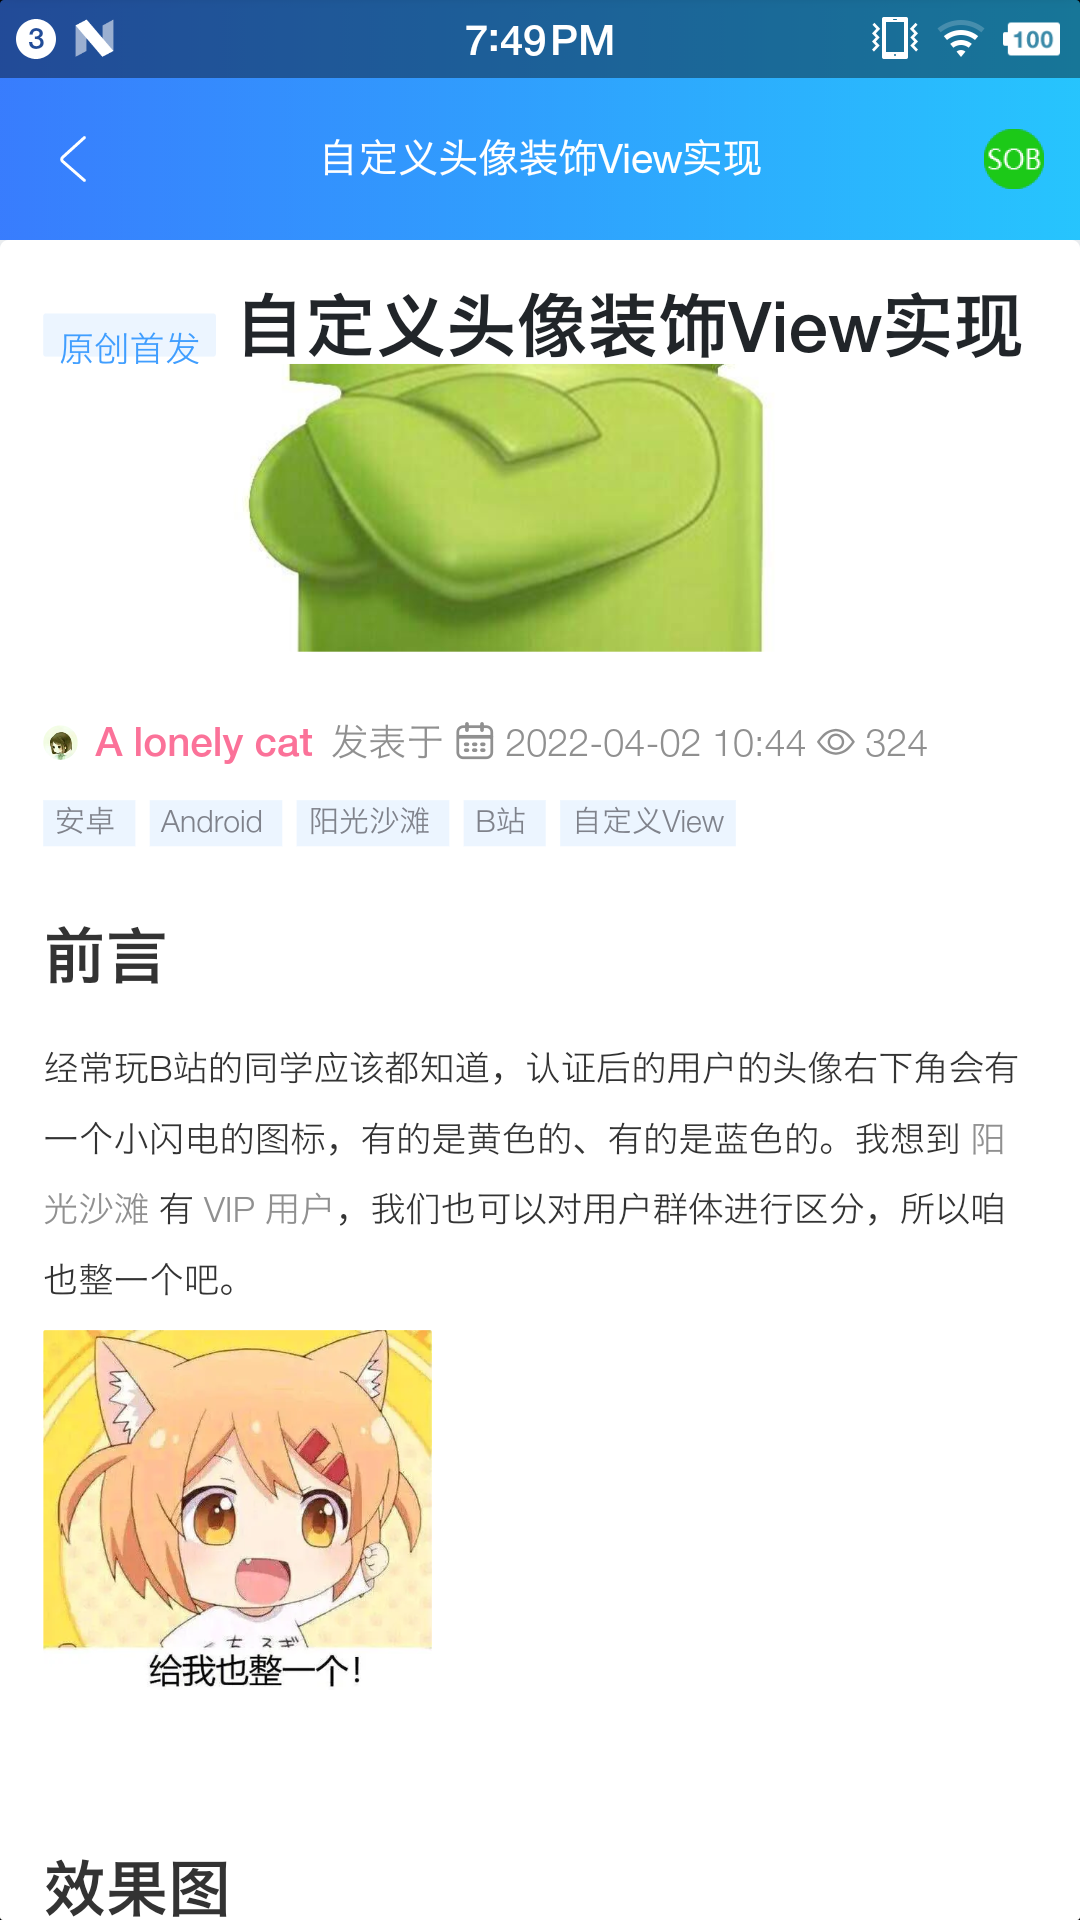 3 7:49 PM 100
自定义头像装饰View实现 SOB
原创首发 自定义头像装饰View实现
A lonely cat 发表于 2022-04-02 10:44 324
安卓 Android 阳光沙滩 B站 自定义View
前言
经常玩B站的同学应该都知道，认证后的用户的头像右下角会有
一个小闪电的图标，有的是黄色的、有的是蓝色的。我想到 阳
光沙滩 有 VIP 用户，我们也可以对用户群体进行区分，所以咱
也整一个吧。
给我也整一个！
效果图